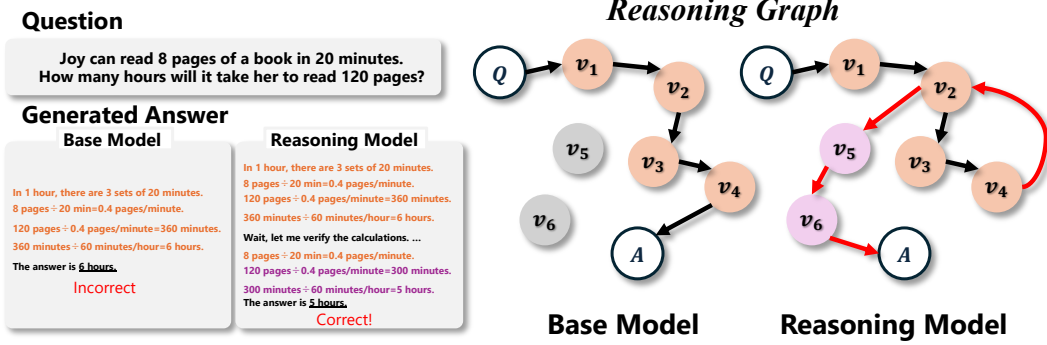 Question
Joy can read 8 pages of a book in 20 minutes.
How many hours will it take her to read 120 pages?
Generated Answer
Base Model
In 1 hour, there are 3 sets of 20 minutes.
8 pages÷20 min=0.4 pages/minute.
120 pages÷0.4 pages/minute=360 minutes.
360 minutes÷60 minutes/hour=6 hours.
The answer is 6 hours.
Incorrect
Reasoning Model
In 1 hour, there are 3 sets of 20 minutes.
8 pages÷20 min=0.4 pages/minute.
120 pages÷0.4 pages/minute=360 minutes.
360 minutes÷60 minutes/hour=6 hours.
Wait, let me verify the calculations. ...
8 pages÷20 min=0.4 pages/minute.
120 pages÷0.4 pages/minute=300 minutes.
300 minutes÷60 minutes/hour=5 hours.
The answer is 5 hours.
Correct!
Reasoning Graph
Q
v1
v2
v3
v4
v5
v6
A
Base Model
Q
v1
v2
v3
v4
v5
v6
A
Reasoning Model